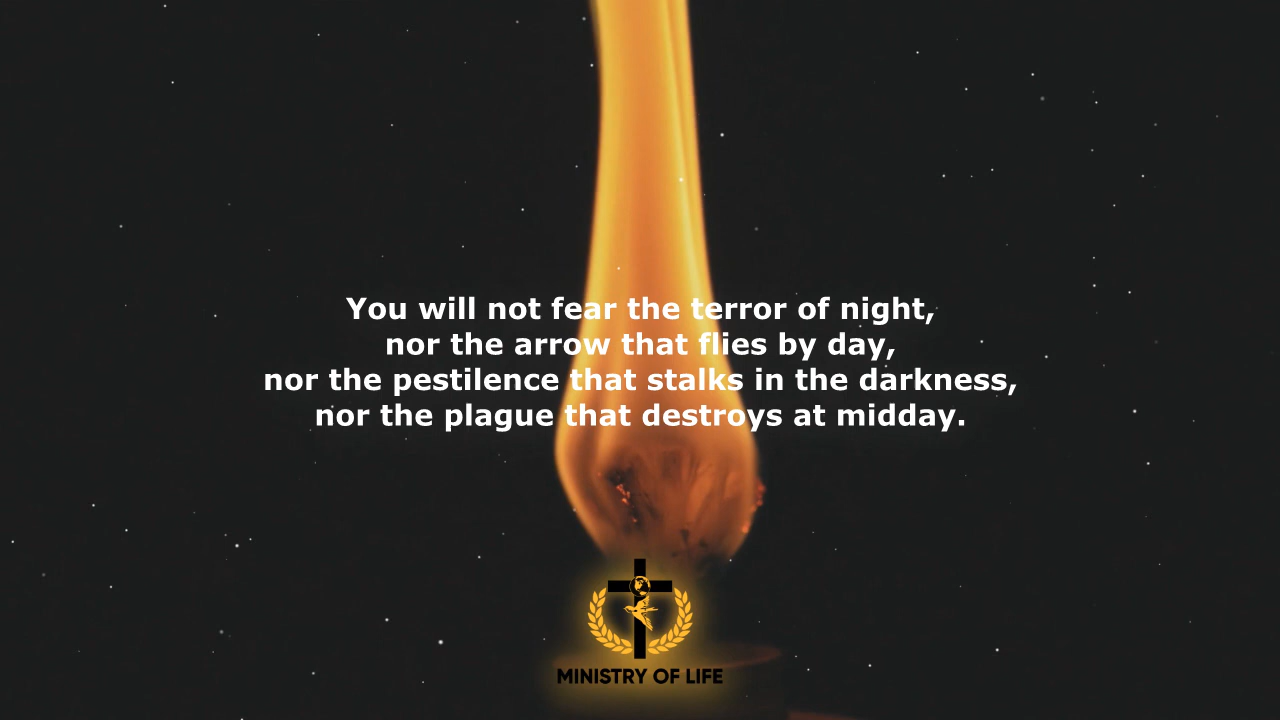 You will not fear the terror of night,
nor the arrow that flies by day,
nor the pestilence that stalks in the darkness,
nor the plague that destroys at midday.
MINISTRY OF LIFE